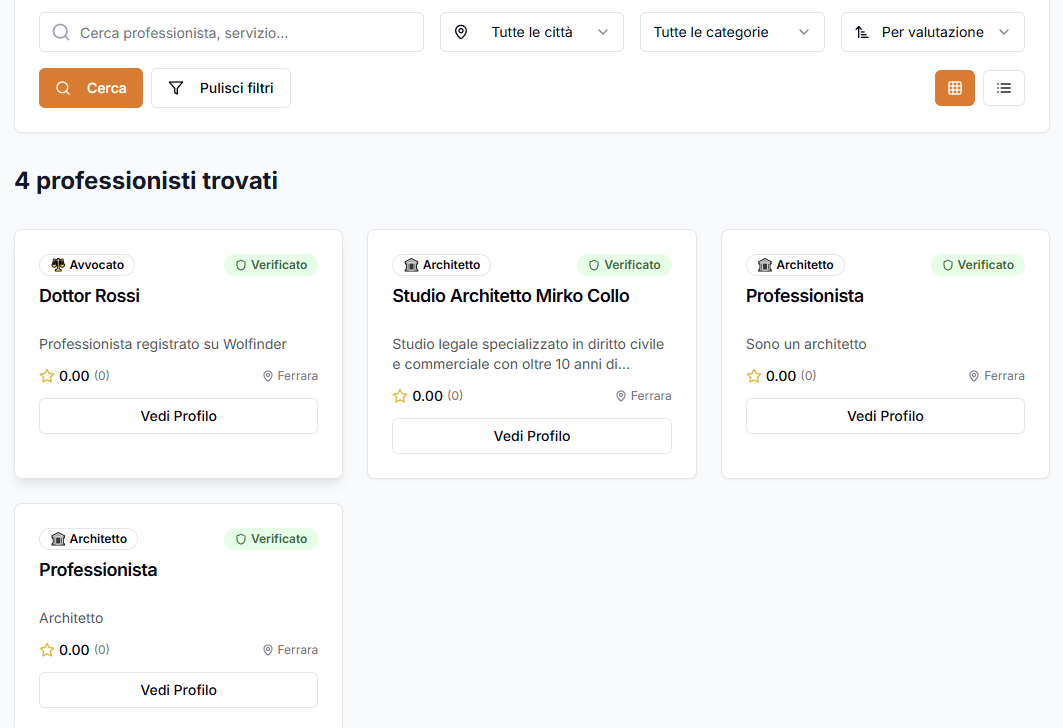 Cerca professionista, servizio...
Tutte le città
Tutte le categorie
Per valutazione
Cerca
Pulisci filtri
4 professionisti trovati
Avvocato
Verificato
Dottor Rossi
Professionista registrato su Wolfinder
0.00 (0)
Ferrara
Vedi Profilo
Architetto
Verificato
Studio Architetto Mirko Collo
Studio legale specializzato in diritto civile
e commerciale con oltre 10 anni di...
0.00 (0)
Ferrara
Vedi Profilo
Architetto
Verificato
Professionista
Sono un architetto
0.00 (0)
Ferrara
Vedi Profilo
Architetto
Verificato
Professionista
Architetto
0.00 (0)
Ferrara
Vedi Profilo